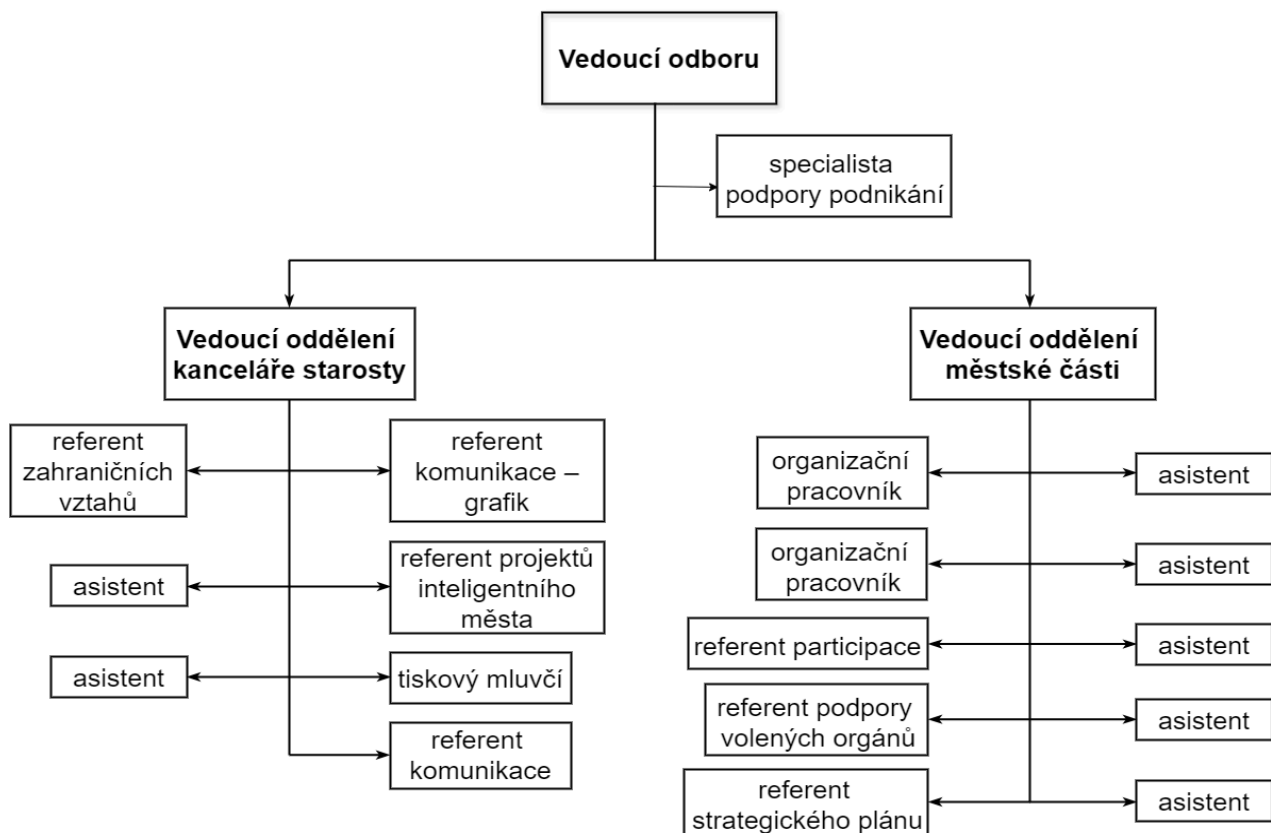 Vedoucí odboru
specialista
podpory podnikání
Vedoucí oddělení
kanceláře starosty
Vedoucí oddělení
městské části
referent
zahraničních
vztahů
referent
komunikace –
grafik
asistent
referent projektů
inteligentního
města
asistent
tiskový mluvčí
referent
komunikace
organizační
pracovník
asistent
organizační
pracovník
asistent
referent participace
asistent
referent podpory
volených orgánů
asistent
referent
strategického plánu
asistent